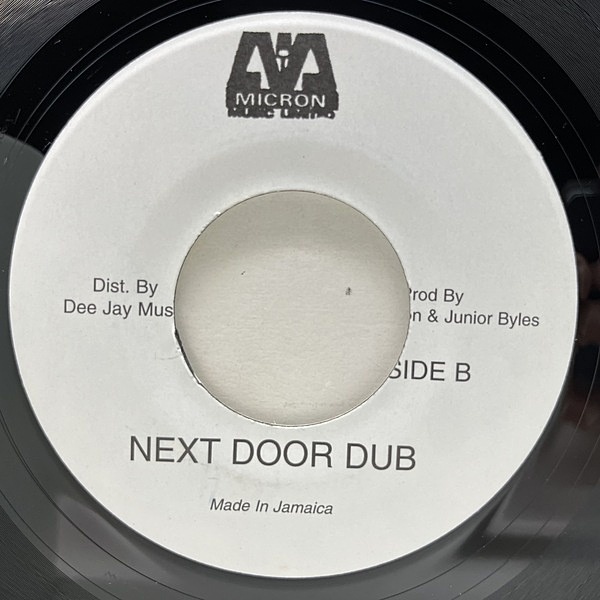 MICRON
MUSIC LIMITED
Dist. By
Dee Jay Mus
Prod By
n & Junior Byles
SIDE B
NEXT DOOR DUB
Made In Jamaica